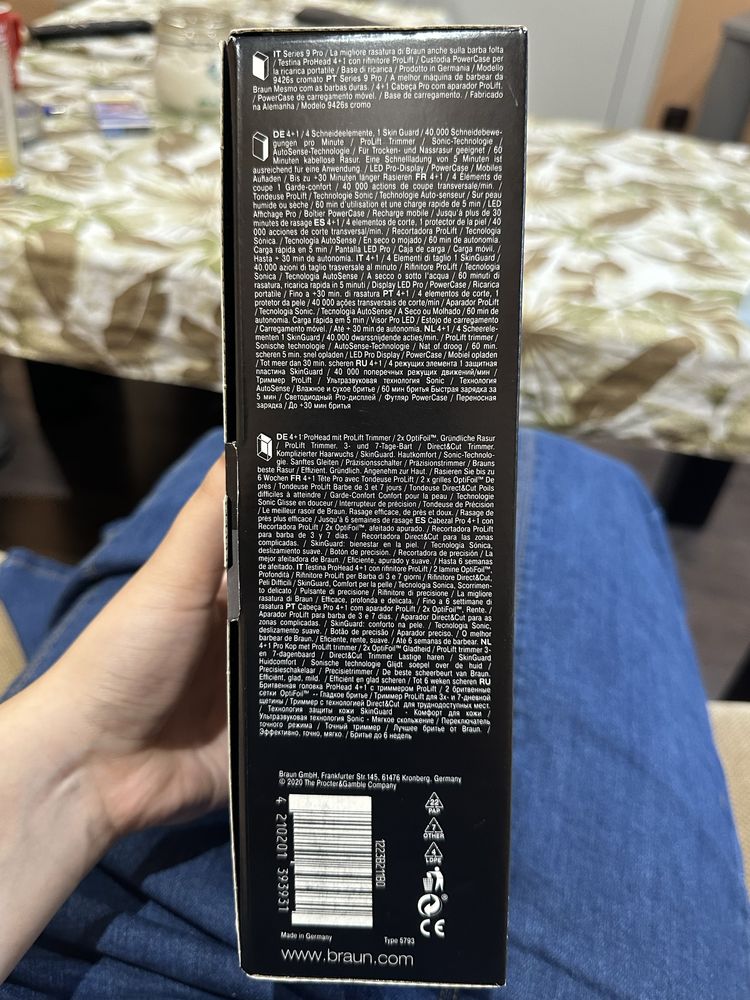 IT Series 9 Pro / La migliore rasatura di Braun anche sulla barba folta
/ Testina ProHead 4+1 con rifinitore ProLift / Custodia PowerCase per
la ricarica portatile / Base di ricarica / Prodotto in Germania / Modello
9426s cromato PT Series 9 Pro / A melhor máquina de barbear da
Braun Mesmo com as barbas duras. / 4+1 Cabeça Pro com aparador ProLift.
/ PowerCase de carregamento móvel. / Base de carregamento. / Fabricado
na Alemanha / Modelo 9426s cromo
DE 4+1 / 4 Schneidelemente, 1 Skin Guard / 40.000 Schneidebewe-
gungen pro Minute / ProLift Trimmer / Sonic-Technologie /
AutoSense-Technologie / Für Trocken- und Nassrasur geeignet / 60
Minuten kabellose Rasur. Eine Schnellladung von 5 Minuten ist
ausreichend für eine Anwendung. / LED Pro-Display / PowerCase / Mobiles
Aufladen / Bis zu +30 Minuten länger Rasieren FR 4+1 / 4 Éléments de
coupe 1 Garde-confort / 40 000 actions de coupe transversale/min. /
Tondeuse ProLift / Technologie Sonic / Technologie Auto-senseur / Sur peau
humide ou sèche / 60 min d'utilisation et une charge rapide de 5 min / LED
Affichage Pro / Boîtier PowerCase / Recharge mobile / Jusqu'à plus de 30
minutes de rasage ES 4+1 / 4 elementos de corte, 1 protector de la piel / 40
000 acciones de corte transversal/min. / Recortadora ProLift / Tecnología
Sónica / Tecnología AutoSense / En seco o mojado / 60 min de autonomía.
Carga rápida en 5 min / Pantalla LED Pro / Caja de carga / Carga móvil. /
Hasta + 30 min de autonomía. IT 4+1 / 4 Elementi di taglio 1 SkinGuard /
40.000 azioni di taglio trasversale al minuto / Rifinitore ProLift / Tecnologia
Sonica / Tecnologia AutoSense / A secco o sotto l'acqua / 60 minuti di
rasatura, ricarica rapida in 5 minuti / Display LED Pro / PowerCase / Ricarica
portatile / Fino a +30 min. di rasatura PT 4+1 / 4 elementos de corte, 1
protetor da pele / 40,000 ações transversais de corte/min / Aparador ProLift
/ Tecnologia Sonic. / Tecnologia AutoSense / A Seco ou Molhado / 60 min de
autonomia. Carga rápida em 5 min / Visor Pro LED / Estojo de carregamento
/ Carregamento móvel. / Até + 30 min de autonomia. NL 4+1 / 4 Scheerele-
menten 1 SkinGuard / 40.000 dwarssnijdende acties/min. / ProLift trimmer /
Sonische technologie / AutoSense-Technologie / Nat of droog / 60 min.
scheren 5 min. snel opladen / LED Pro Display / PowerCase / Mobiel opladen
/ Tot meer dan 30 min. scheren RU 4+1 / 4 режущих элемента 1 защитная
пластина SkinGuard / 40 000 поперечных режущих движений/мин /
Триммер ProLift / Ультразвуковая технология Sonic / Технология
AutoSense / Влажное и сухое бритье / 60 мин бритья Быстрая зарядка за
5 мин / Светодиодный Pro-дисплей / Футляр PowerCase / Переносная
зарядка / До +30 мин бритья
DE 4+1 ProHead mit ProLift Trimmer / 2x OptiFoil™. Gründliche Rasur
/ ProLift Trimmer. 3- und 7-Tage-Bart / Direct&Cut Trimmer.
Komplizierter Haarwuchs / SkinGuard. Hautkomfort / Sonic-Technolo-
gie. Sanftes Gleiten / Präzisionsschalter / Präzisionstrimmer / Brauns
beste Rasur / Effizient. Gründlich. Angenehm zur Haut. / Rasieren Sie bis zu
6 Wochen FR 4+1 Tête Pro avec Tondeuse ProLift / 2 x grilles OptiFoil™ De
près / Tondeuse ProLift Barbe de 3 et 7 jours / Tondeuse Direct&Cut Poils
difficiles à atteindre / Garde-Confort Confort pour la peau / Technologie
Sonic Glisse en douceur / Interrupteur de précision / Tondeuse de Précision
/ Le meilleur rasoir de Braun. Rasage efficace, de près et doux. / Rasage de
près plus efficace / Jusqu'à 6 semaines de rasage ES Cabezal Pro 4+1 con
Recortadora ProLift / 2x OptiFoil™, afeitado apurado. / Recortadora ProLift
para barba de 3 y 7 días. / Recortadora Direct&Cut para las zonas
complicadas. / SkinGuard: bienestar en la piel. / Tecnología Sónica,
deslizamiento suave. / Botón de precisión. / Recortadora de precisión / La
mejor afeitadora de Braun. / Eficiente, apurado y suave. / Hasta 6 semanas
de afeitado. IT Testina ProHead 4+1 con rifinitore ProLift / 2 lamine OptiFoil™,
Profondità / Rifinitore ProLift per Barba di 3 e 7 giorni / Rifinitore Direct&Cut,
Peli Difficili / SkinGuard, Comfort per la pelle / Tecnologia Sonica, Scorrimen-
to delicato / Pulsante di precisione / Rifinitore di precisione / La migliore
rasatura di Braun / Efficace, profonda e delicata. / Fino a 6 settimane di
rasatura PT Cabeça Pro 4+1 com aparador ProLift / 2x OptiFoil™, Rente. /
Aparador ProLift para barbas de 3 e 7 dias. / Aparador Direct&Cut para as
zonas complicadas. / SkinGuard: conforto na pele. / Tecnologia Sonic,
deslizamento suave. / Botão de precisão / Aparador preciso. / O melhor
barbear de Braun. / Eficiente, rente, suave. / Até 6 semanas de barbear. NL
4+1 Pro Kop met ProLift trimmer / 2x OptiFoil™ Gladheid / ProLift trimmer 3-
en 7-dagenbaard / Direct&Cut Trimmer Lastige haren / SkinGuard
Huidcomfort / Sonische technologie Glijdt soepel over de huid /
Precisieschakelaar / Precisietrimmer / De beste scheerbeurt van Braun.
Efficiënt, glad, mild. / Efficiënt en glad scheren / Tot 6 weken scheren RU
Бритвенная головка ProHead 4+1 с триммером ProLift / 2 бритвенные
сетки OptiFoil™ - Гладкое бритье / Триммер ProLift для 3х- и 7-дневной
щетины / Триммер с технологией Direct&Cut для труднодоступных мест.
/ Технология защиты кожи SkinGuard - Комфорт для кожи /
Ультразвуковая технология Sonic - Мягкое скольжение / Переключатель
точного режима / Точный триммер / Лучшее бритье от Braun.
Эффективно, точно, мягко. / Бритье до 6 недель
Braun GmbH, Frankfurter Str.145, 61476 Kronberg, Germany
© 2020 The Procter&Gamble Company
4 210201 393931
1223B211B0
22
PAP
7
OTHER
4
LDPE
CE
Made in Germany
Type 5793
www.braun.com